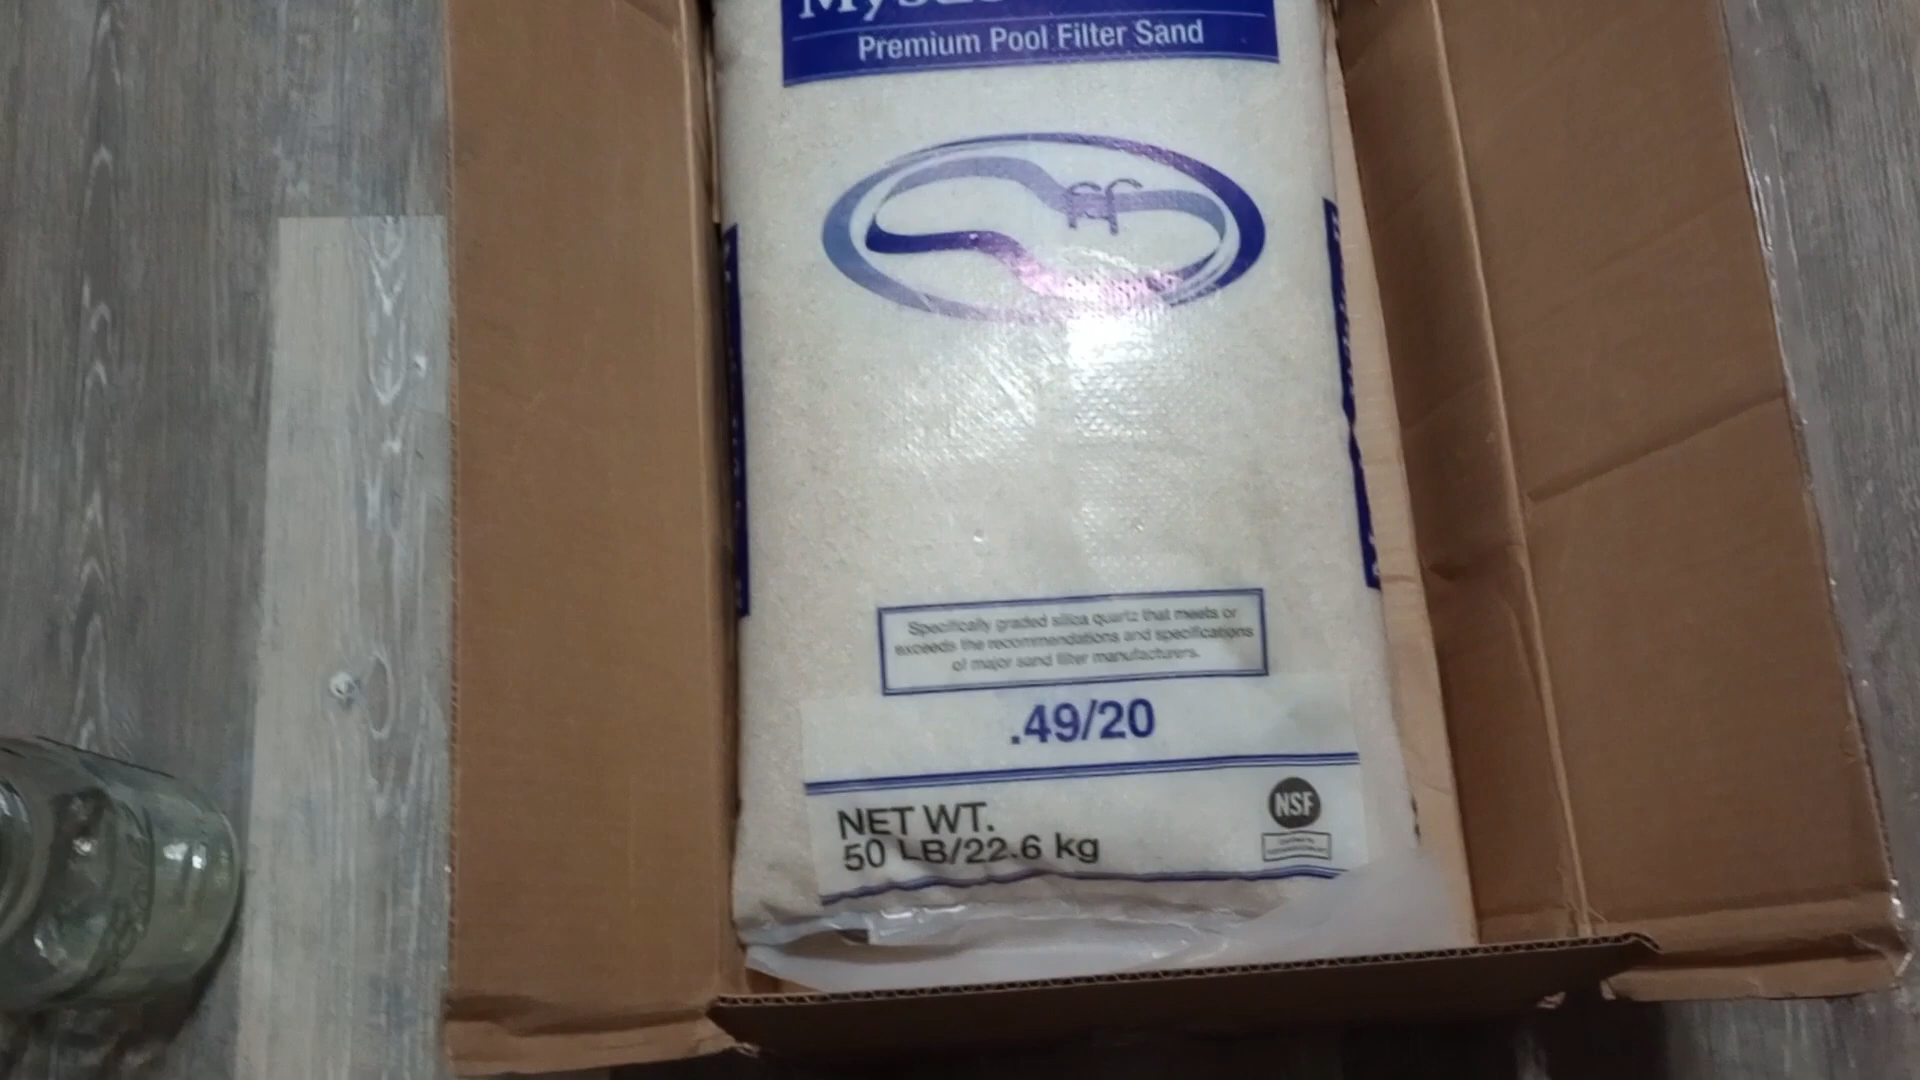 Premium Pool Filter Sand
Specifically graded silica quartz that meets or
exceeds the recommendations and specifications
of major sand filter manufacturers.
.49/20
NET WT.
50 LB/22.6 kg
NSF